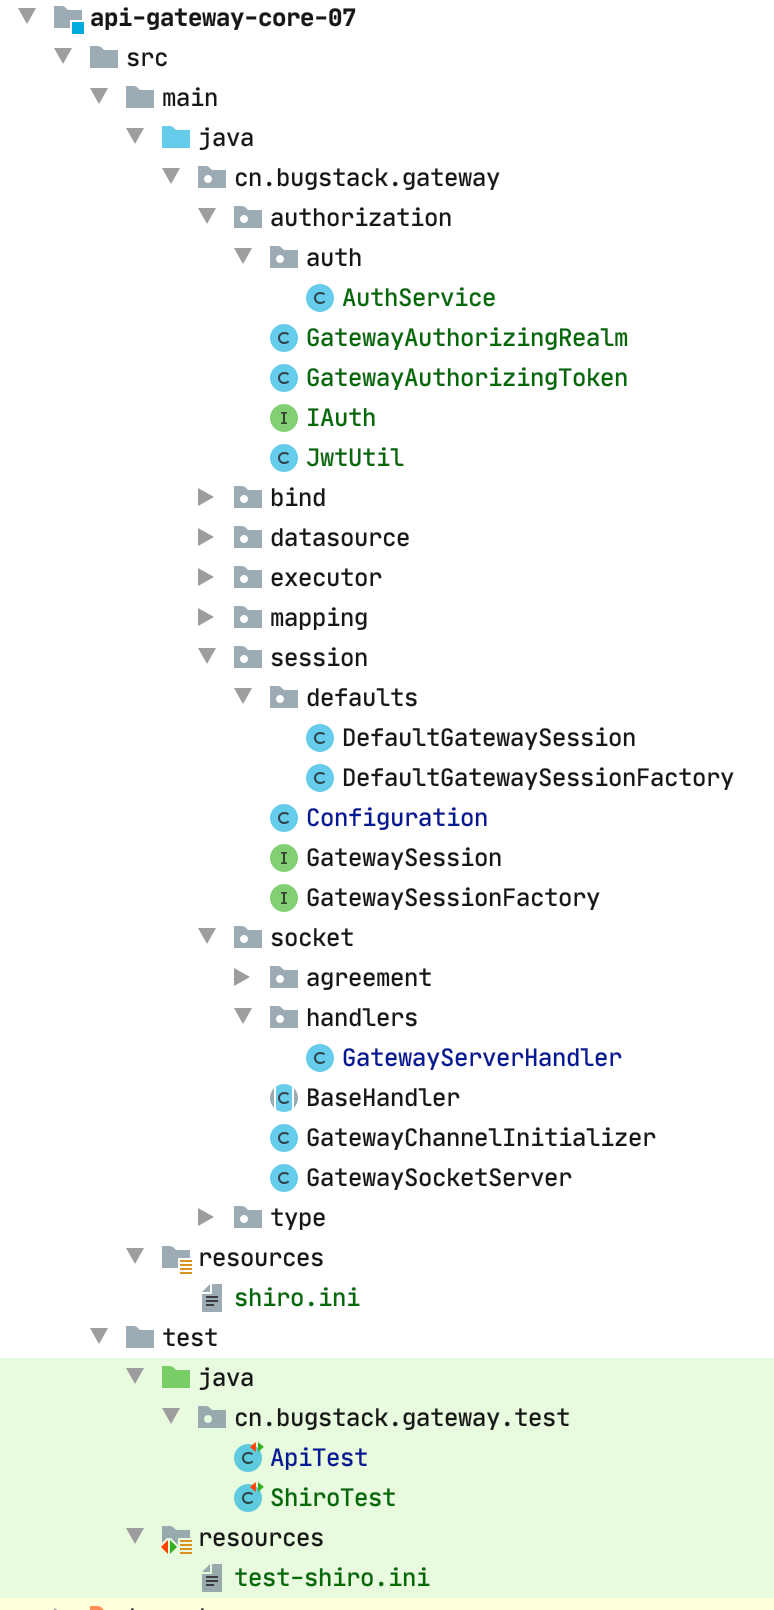 api-gateway-core-07
src
main
java
cn.bugstack.gateway
authorization
auth
AuthService
GatewayAuthorizingRealm
GatewayAuthorizingToken
IAuth
JwtUtil
bind
datasource
executor
mapping
session
defaults
DefaultGatewaySession
DefaultGatewaySessionFactory
Configuration
GatewaySession
GatewaySessionFactory
socket
agreement
handlers
GatewayServerHandler
BaseHandler
GatewayChannelInitializer
GatewaySocketServer
type
resources
shiro.ini
test
java
cn.bugstack.gateway.test
ApiTest
ShiroTest
resources
test-shiro.ini